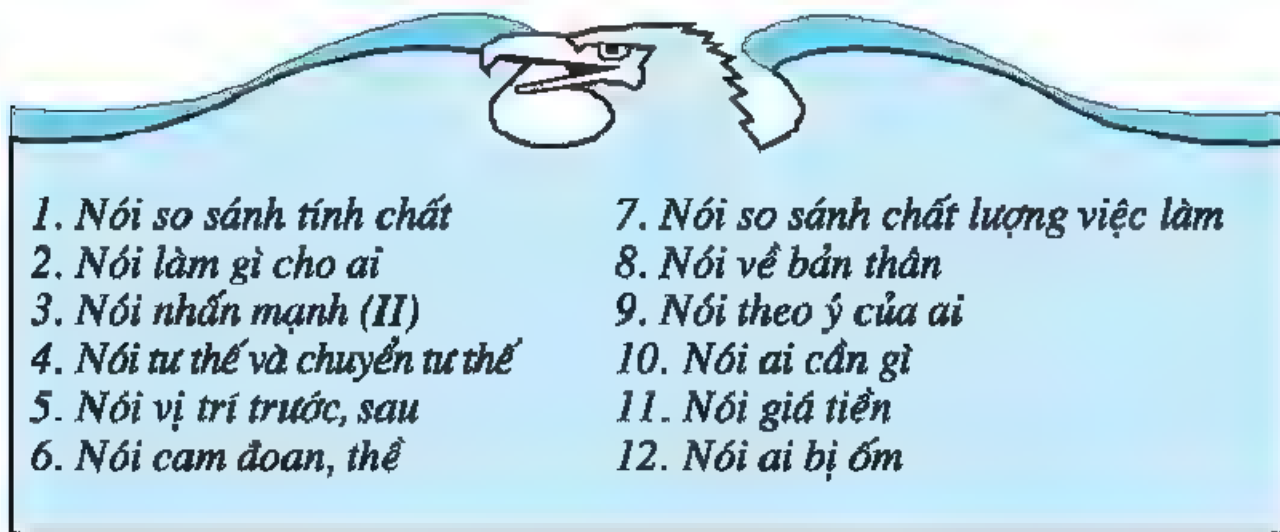 1. Nói so sánh tính chất
2. Nói làm gì cho ai
3. Nói nhấn mạnh (II)
4. Nói tư thế và chuyển tư thế
5. Nói vị trí trước, sau
6. Nói cam đoan, thề
7. Nói so sánh chất lượng việc làm
8. Nói về bản thân
9. Nói theo ý của ai
10. Nói ai cần gì
11. Nói giá tiền
12. Nói ai bị ốm